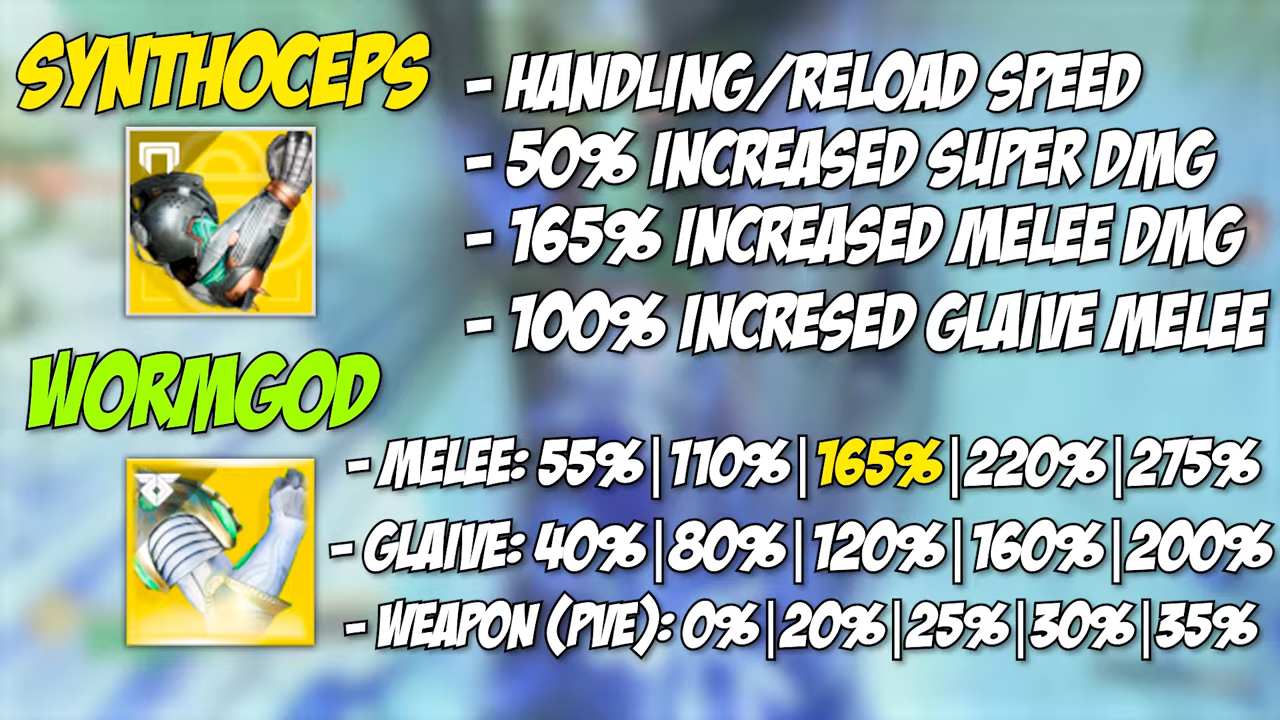 SYNTHOCEPS
- HANDLING/RELOAD SPEED
- 50% INCREASED SUPER DMG
- 165% INCREASED MELEE DMG
- 100% INCRESED GLAIVE MELEE
WORMGOD
- MELEE: 55%|110%|165%|220%|275%
- GLAIVE: 40%|80%|120%|160%|200%
- WEAPON (PVE): 0%|20%|25%|30%|35%